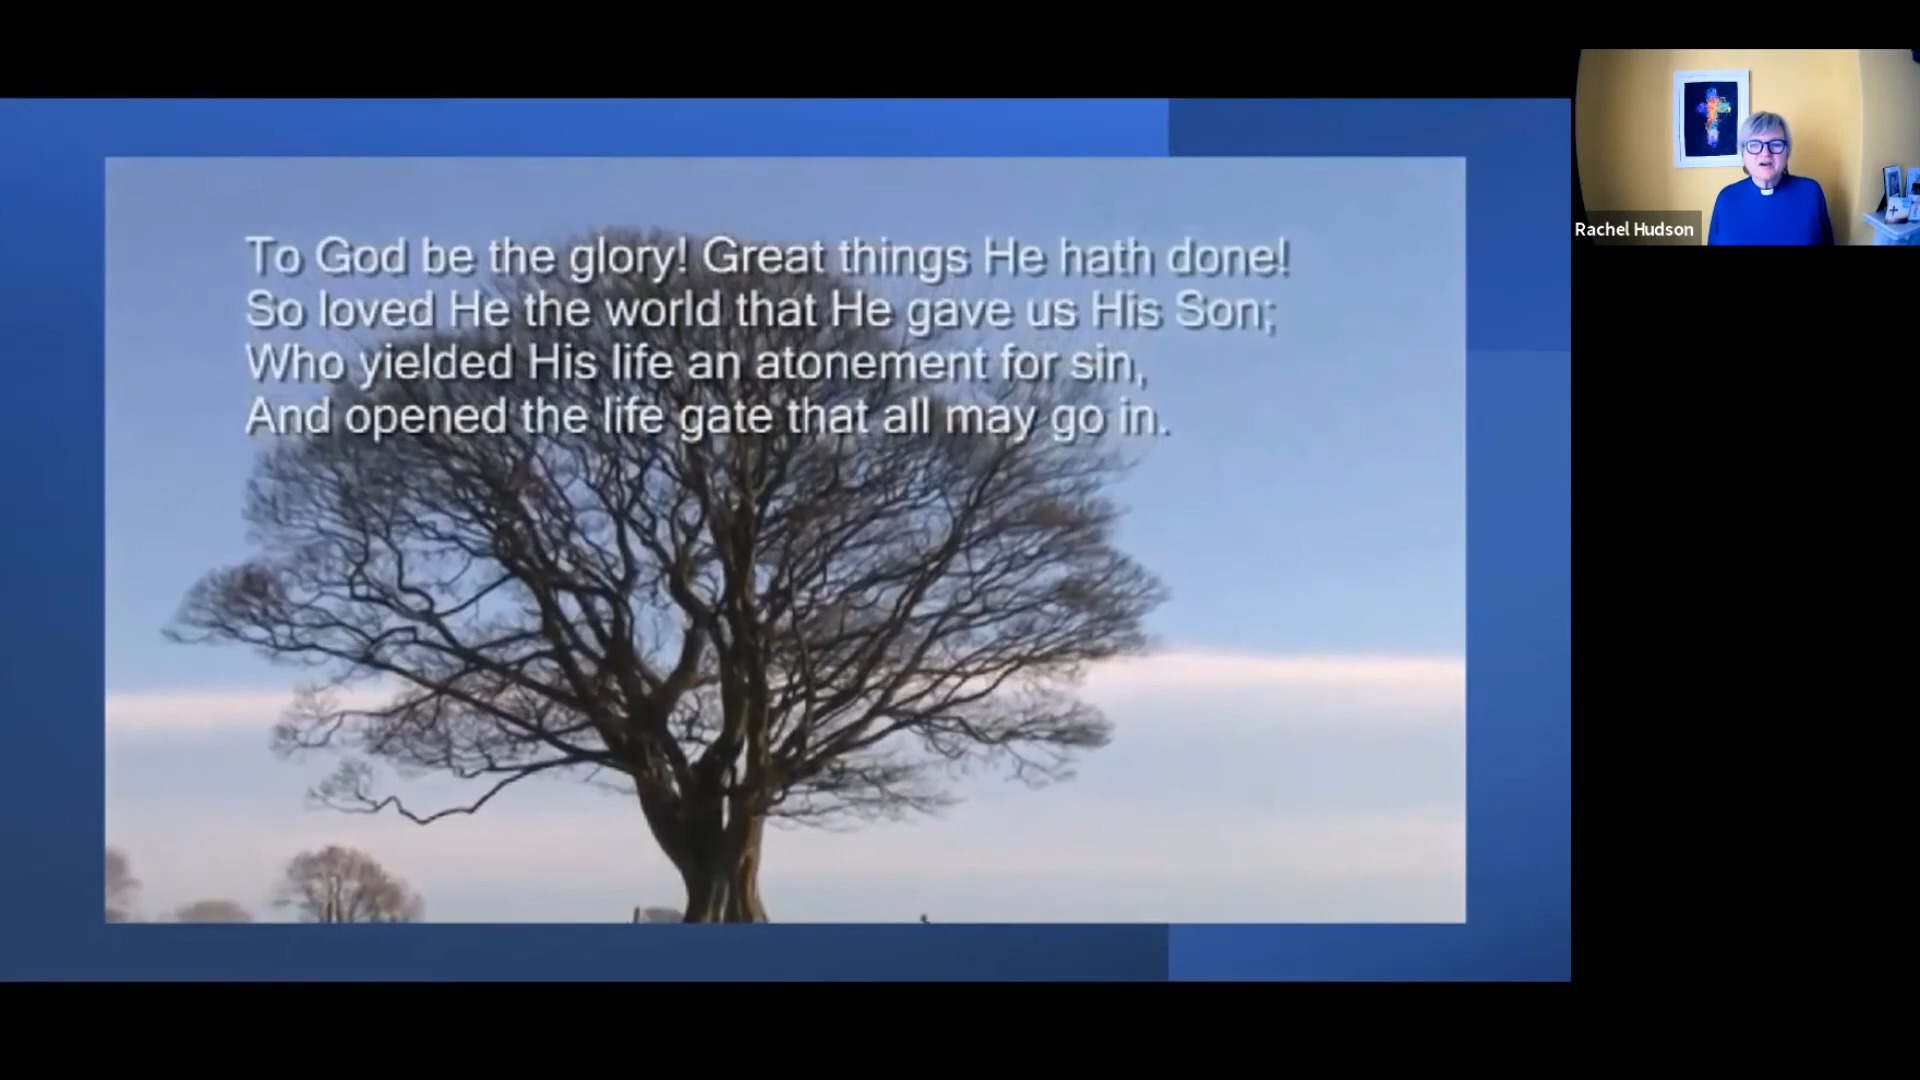 To God be the glory! Great things He hath done!
So loved He the world that He gave us His Son;
Who yielded His life an atonement for sin,
And opened the life gate that all may go in.
Rachel Hudson